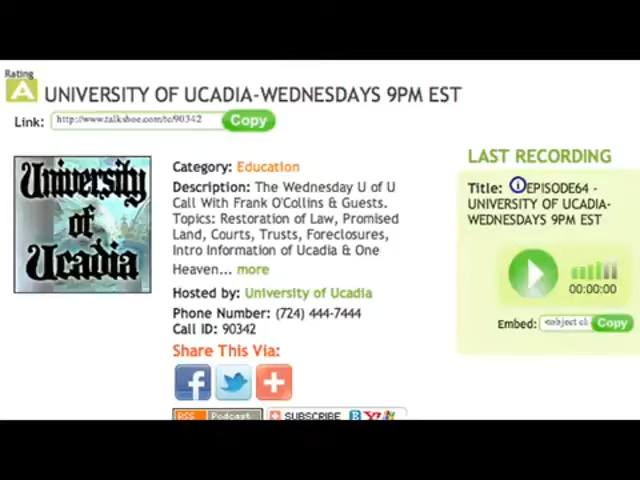 Rating
A
UNIVERSITY OF UCADIA-WEDNESDAYS 9PM EST
Link: http://www.talkshoe.com/tc/90342 Copy
University
of
Ucadia
Category: Education
Description: The Wednesday U of U
Call With Frank O'Collins & Guests.
Topics: Restoration of Law, Promised
Land, Courts, Trusts, Foreclosures,
Intro Information of Ucadia & One
Heaven... more
Hosted by: University of Ucadia
Phone Number: (724) 444-7444
Call ID: 90342
Share This Via:
RSS Podcast
SUBSCRIBE
LAST RECORDING
Title: EPISODE64 -
UNIVERSITY OF UCADIA-
WEDNESDAYS 9PM EST
00:00:00
Embed: <object cl Copy